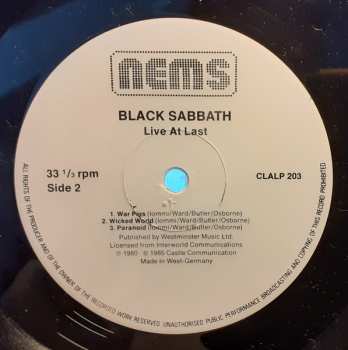 NEMS
BLACK SABBATH
Live At Last
33 1/3 rpm
Side 2
CLALP 203
1. War Pigs (Iommi/Ward/Butler/Osborne)
2. Wicked World (Iommi/Ward/Butler/Osborne)
3. Paranoid (Iommi/Ward/Butler/Osborne)
Published by Westminster Music Ltd.
Licensed from Interworld Communications
℗ 1980 © 1985 Castle Communication
Made in West-Germany
ALL RIGHTS OF THE RECORD PRODUCER AND OF THE OWNER OF THE RECORDED WORK RESERVED. UNAUTHORISED PUBLIC PERFORMANCE BROADCASTING AND COPYING OF THIS RECORD PROHIBITED